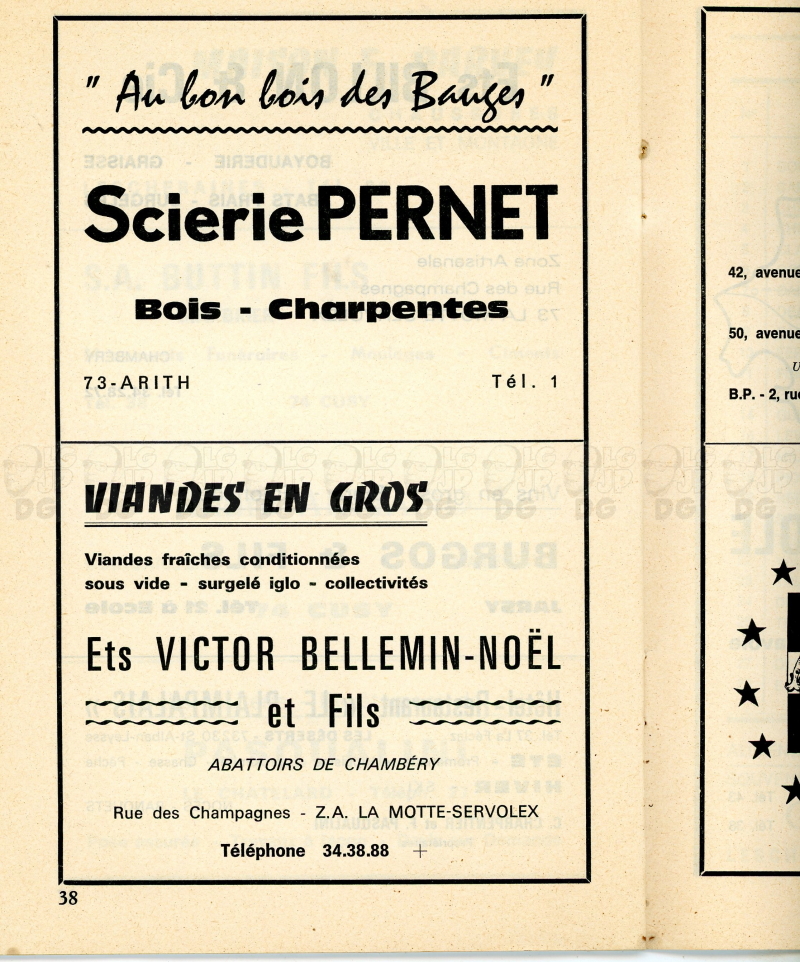 " Au bon bois des Bauges "
Scierie PERNET
Bois - Charpentes
73-ARITH Tél. 1
VIANDES EN GROS
Viandes fraîches conditionnées
sous vide - surgelé iglo - collectivités
Ets VICTOR BELLEMIN-NOËL
et Fils
ABATTOIRS DE CHAMBÉRY
Rue des Champagnes - Z.A. LA MOTTE-SERVOLEX
Téléphone 34.38.88
38
42, avenue
50, avenue
B.P. - 2, rue